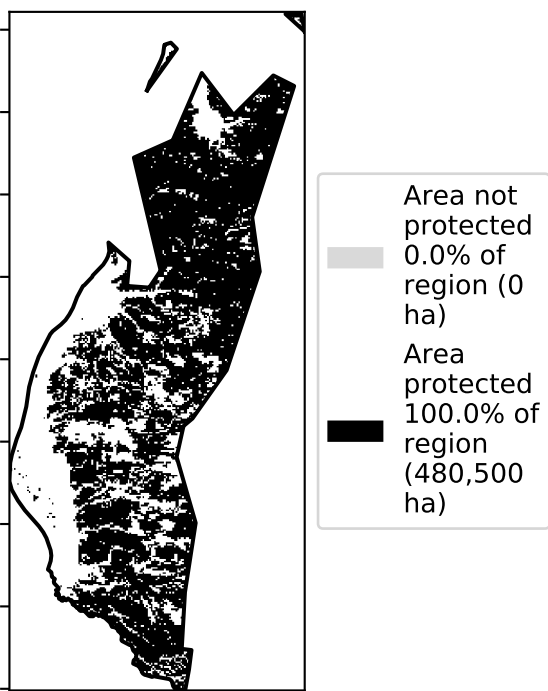 Area not
protected
0.0% of
region (0
ha)
Area
protected
100.0% of
region
(480,500
ha)